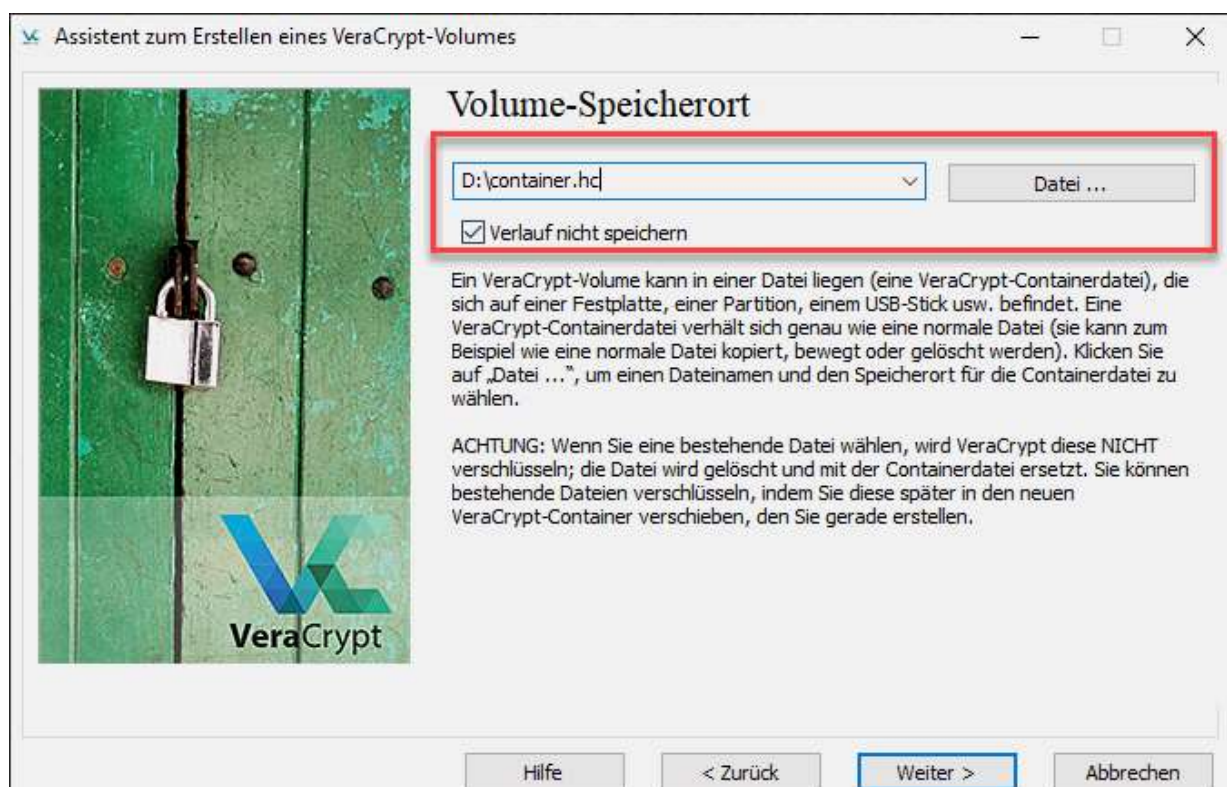 Assistent zum Erstellen eines VeraCrypt-Volumes
Volume-Speicherort
D:\container.hc
Datei ...
Verlauf nicht speichern
Ein VeraCrypt-Volume kann in einer Datei liegen (eine VeraCrypt-Containerdatei), die
sich auf einer Festplatte, einer Partition, einem USB-Stick usw. befindet. Eine
VeraCrypt-Containerdatei verhält sich genau wie eine normale Datei (sie kann zum
Beispiel wie eine normale Datei kopiert, bewegt oder gelöscht werden). Klicken Sie
auf „Datei ...“, um einen Dateinamen und den Speicherort für die Containerdatei zu
wählen.
ACHTUNG: Wenn Sie eine bestehende Datei wählen, wird VeraCrypt diese NICHT
verschlüsseln; die Datei wird gelöscht und mit der Containerdatei ersetzt. Sie können
bestehende Dateien verschlüsseln, indem Sie diese später in den neuen
VeraCrypt-Container verschieben, den Sie gerade erstellen.
VeraCrypt
Hilfe
< Zurück
Weiter >
Abbrechen